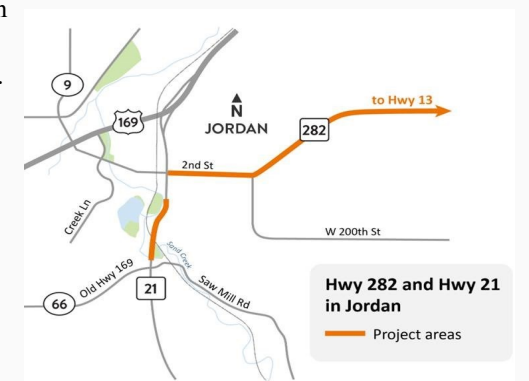 n
.
9
169
N
JORDAN
to Hwy 13
282
2nd St
Creek Ln
W 200th St
Sand Creek
Old Hwy 169
Saw Mill Rd
66
21
Hwy 282 and Hwy 21
in Jordan
Project areas